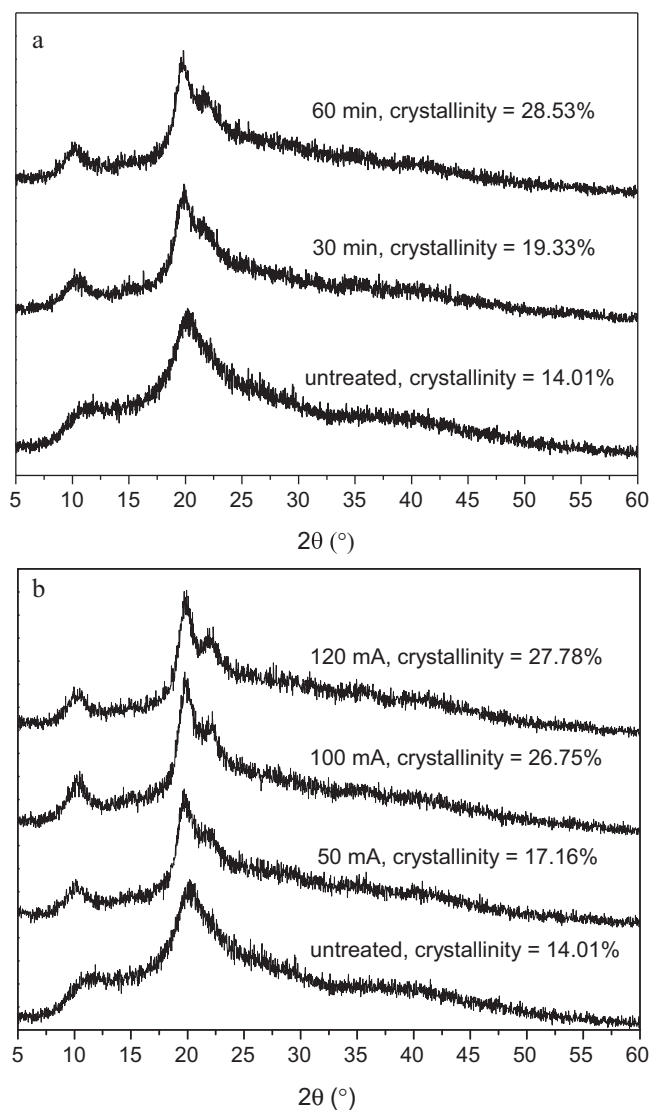 a
60 min, crystallinity = 28.53%
30 min, crystallinity = 19.33%
untreated, crystallinity = 14.01%
5 10 15 20 25 30 35 40 45 50 55 60
2θ (°)
b
120 mA, crystallinity = 27.78%
100 mA, crystallinity = 26.75%
50 mA, crystallinity = 17.16%
untreated, crystallinity = 14.01%
5 10 15 20 25 30 35 40 45 50 55 60
2θ (°)